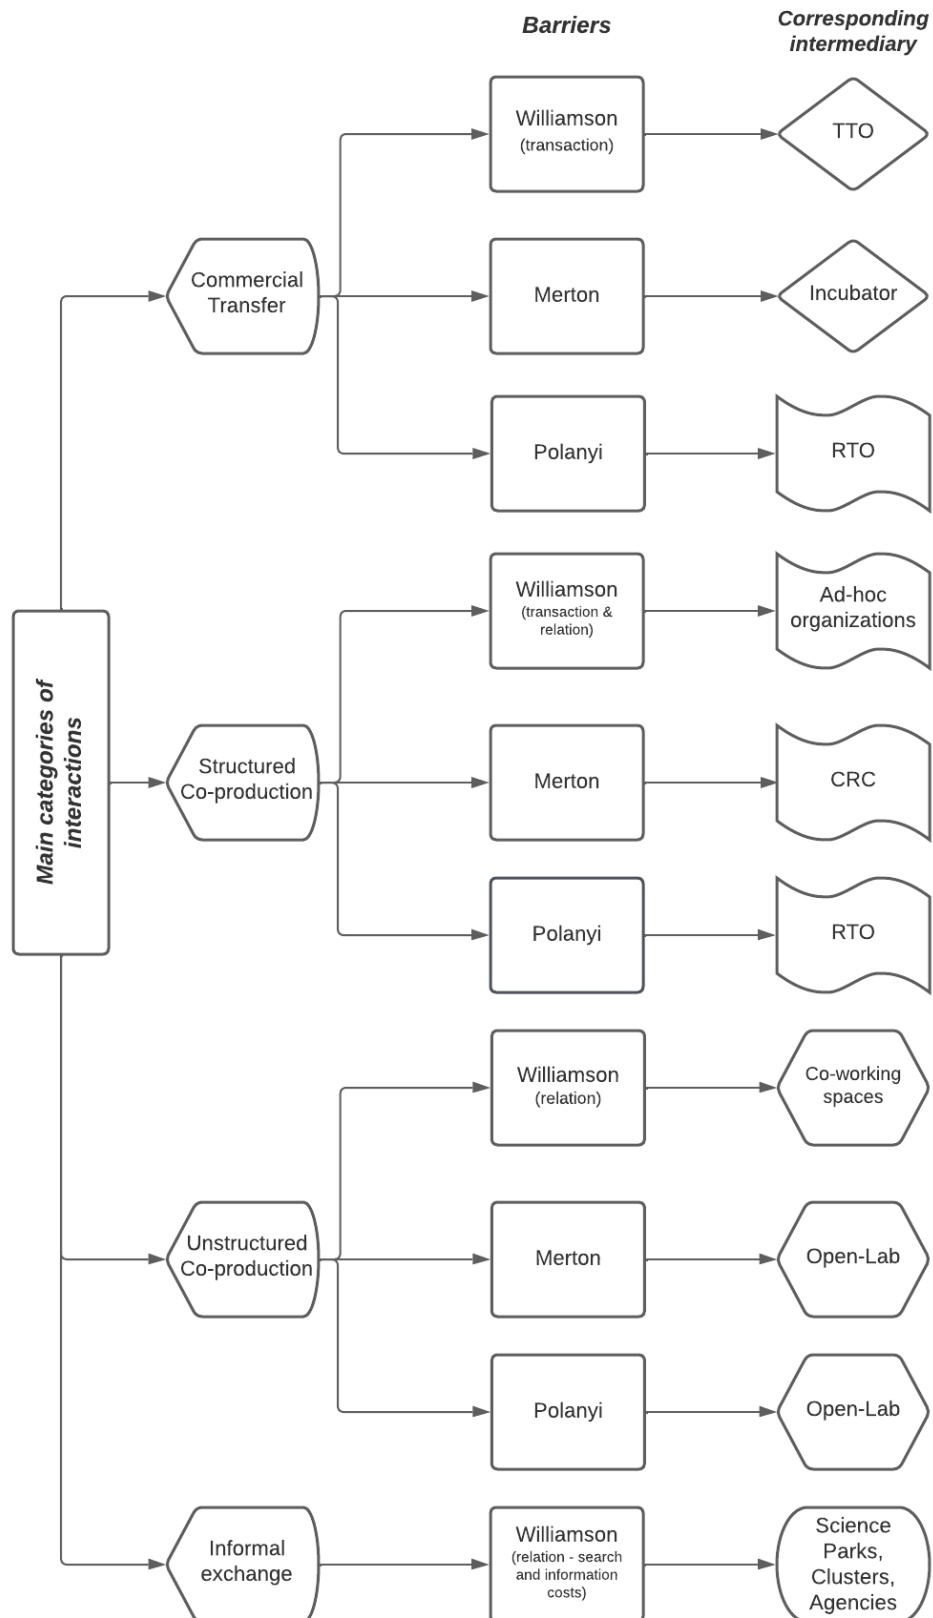 Barriers
Corresponding
intermediary
Williamson
(transaction)
TTO
Commercial
Transfer
Merton
Incubator
Polanyi
RTO
Williamson
(transaction &
relation)
Ad-hoc
organizations
Main categories of
interactions
Structured
Co-production
Merton
CRC
Polanyi
RTO
Williamson
(relation)
Co-working
spaces
Unstructured
Co-production
Merton
Open-Lab
Polanyi
Open-Lab
Informal
exchange
Williamson
(relation - search
and information
costs)
Science
Parks,
Clusters,
Agencies